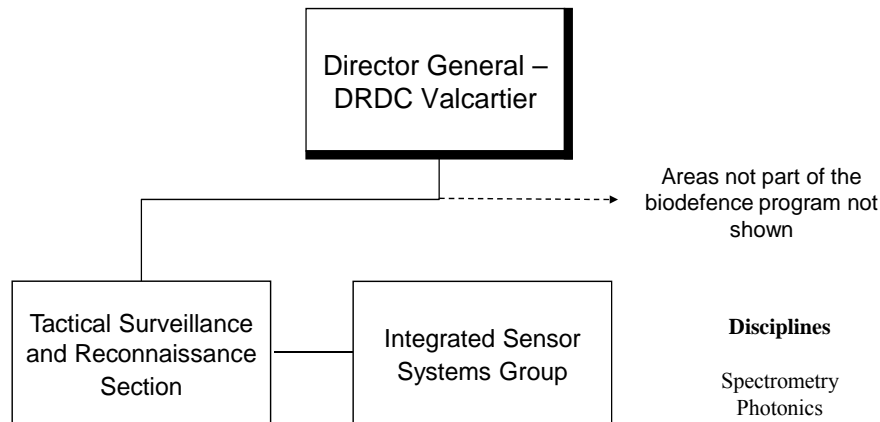 Director General –
DRDC Valcartier
Areas not part of the
biodefence program not
shown
Tactical Surveillance
and Reconnaissance
Section
Integrated Sensor
Systems Group
Disciplines
Spectrometry
Photonics